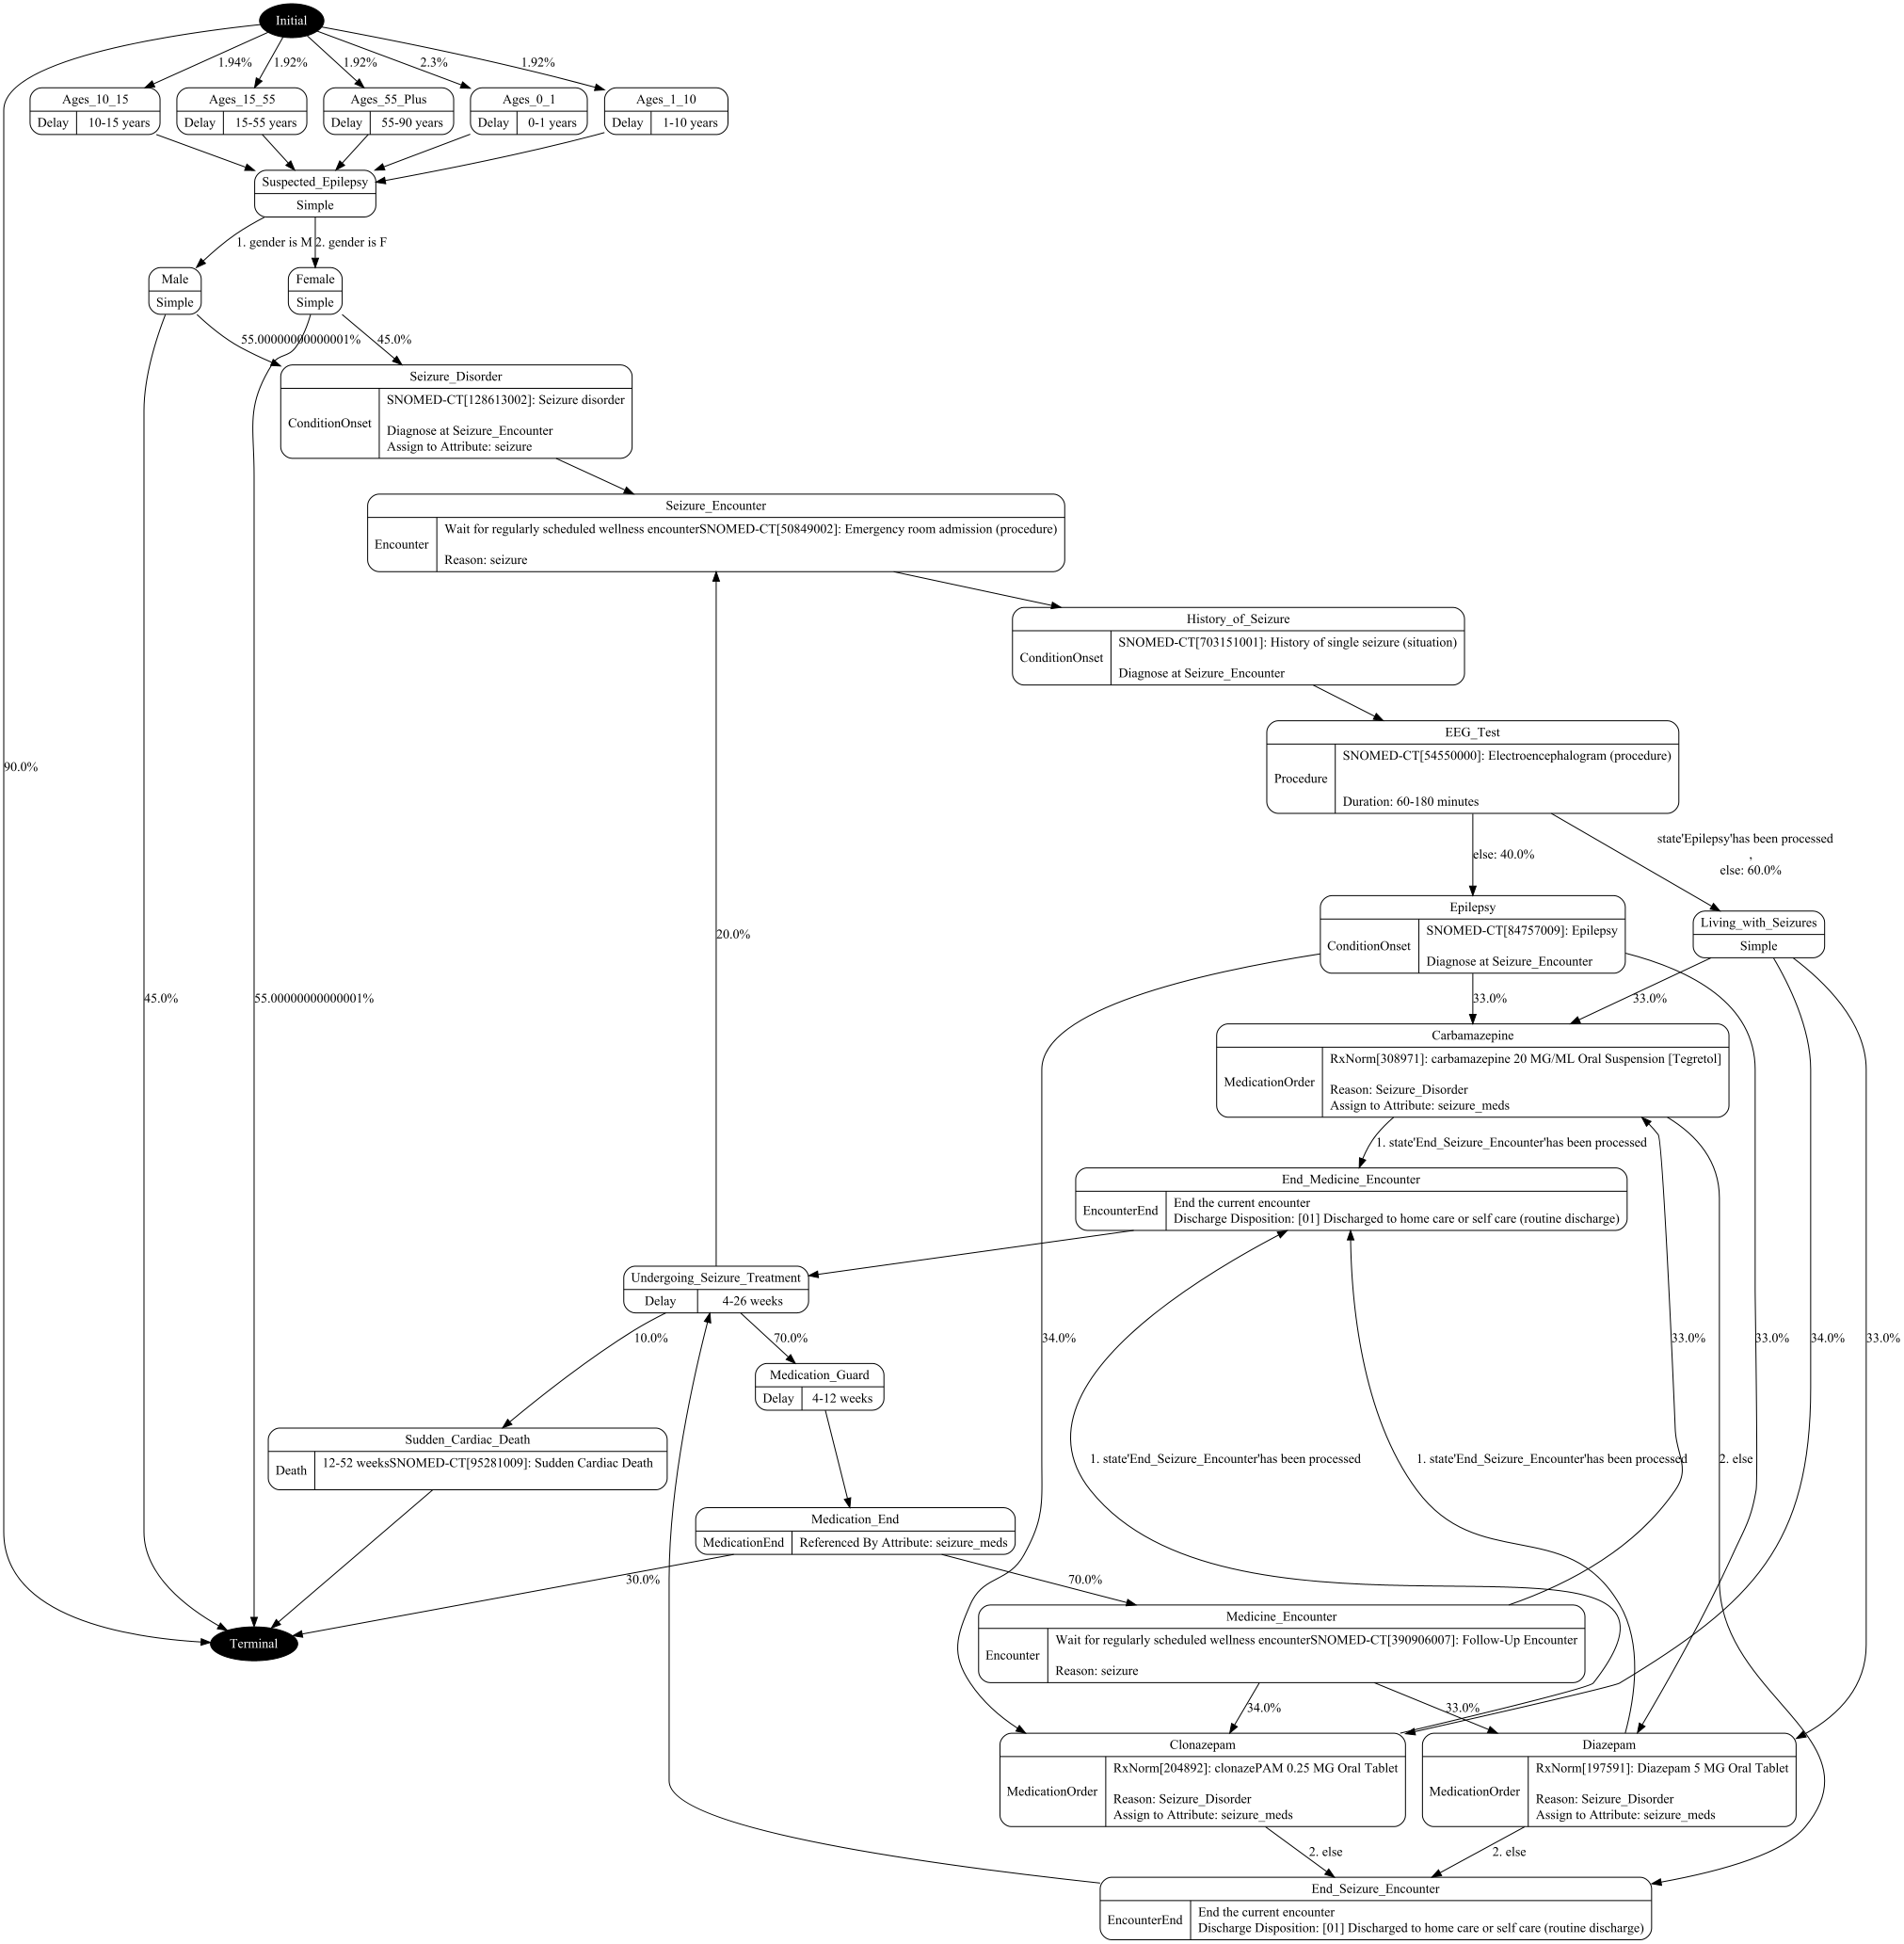 Initial
1.94%
1.92%
1.92%
2.3%
1.92%
Ages_10_15
Delay 10-15 years
Ages_15_55
Delay 15-55 years
Ages_55_Plus
Delay 55-90 years
Ages_0_1
Delay 0-1 years
Ages_1_10
Delay 1-10 years
Suspected_Epilepsy
Simple
1. gender is M
2. gender is F
Male
Simple
Female
Simple
55.00000000000001%
45.0%
Seizure_Disorder
ConditionOnset
SNOMED-CT[128613002]: Seizure disorder
Diagnose at Seizure_Encounter
Assign to Attribute: seizure
Seizure_Encounter
Encounter
Wait for regularly scheduled wellness encounterSNOMED-CT[50849002]: Emergency room admission (procedure)
Reason: seizure
History_of_Seizure
ConditionOnset
SNOMED-CT[703151001]: History of single seizure (situation)
Diagnose at Seizure_Encounter
90.0%
EEG_Test
Procedure
SNOMED-CT[54550000]: Electroencephalogram (procedure)
Duration: 60-180 minutes
else: 40.0%
state'Epilepsy'has been processed
,
else: 60.0%
20.0%
Epilepsy
ConditionOnset
SNOMED-CT[84757009]: Epilepsy
Diagnose at Seizure_Encounter
Living_with_Seizures
Simple
45.0%
55.00000000000001%
33.0%
33.0%
Carbamazepine
MedicationOrder
RxNorm[308971]: carbamazepine 20 MG/ML Oral Suspension [Tegretol]
Reason: Seizure_Disorder
Assign to Attribute: seizure_meds
1. state'End_Seizure_Encounter'has been processed
End_Medicine_Encounter
EncounterEnd
End the current encounter
Discharge Disposition: [01] Discharged to home care or self care (routine discharge)
Undergoing_Seizure_Treatment
Delay 4-26 weeks
10.0%
70.0%
34.0%
33.0%
33.0%
34.0%
33.0%
Medication_Guard
Delay 4-12 weeks
Sudden_Cardiac_Death
Death
12-52 weeksSNOMED-CT[95281009]: Sudden Cardiac Death
1. state'End_Seizure_Encounter'has been processed
1. state'End_Seizure_Encounter'has been processed
2. else
Medication_End
MedicationEnd Referenced By Attribute: seizure_meds
30.0%
70.0%
Terminal
Medicine_Encounter
Encounter
Wait for regularly scheduled wellness encounterSNOMED-CT[390906007]: Follow-Up Encounter
Reason: seizure
34.0%
33.0%
Clonazepam
MedicationOrder
RxNorm[204892]: clonazePAM 0.25 MG Oral Tablet
Reason: Seizure_Disorder
Assign to Attribute: seizure_meds
Diazepam
MedicationOrder
RxNorm[197591]: Diazepam 5 MG Oral Tablet
Reason: Seizure_Disorder
Assign to Attribute: seizure_meds
2. else
2. else
End_Seizure_Encounter
EncounterEnd
End the current encounter
Discharge Disposition: [01] Discharged to home care or self care (routine discharge)